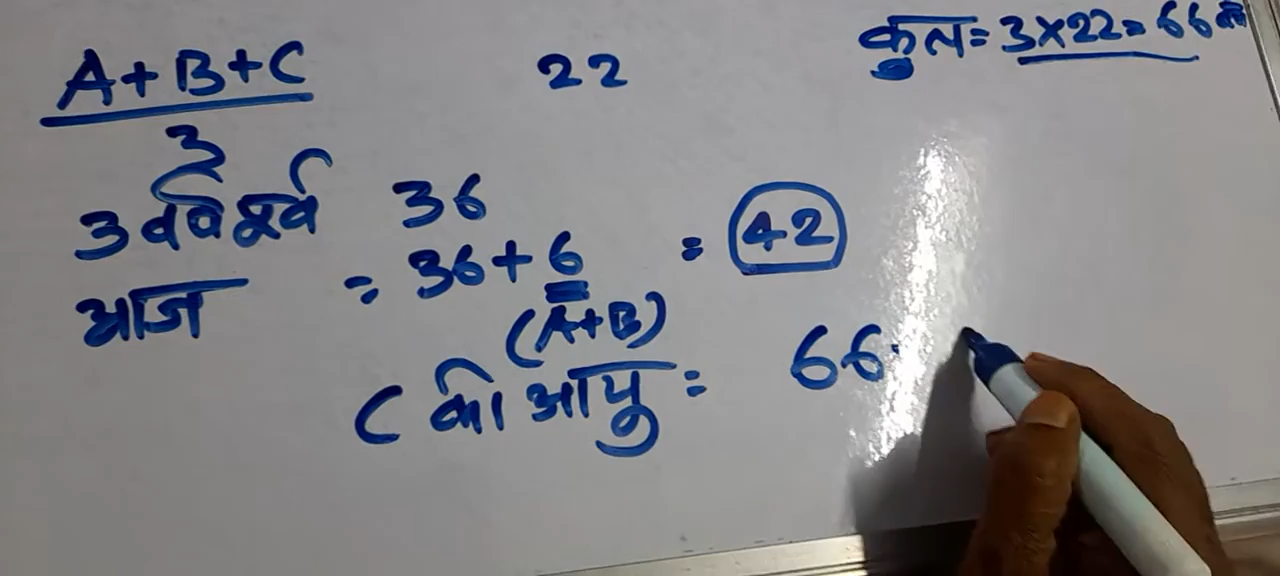 A+B+C 22 कुल = 3×22 = 66
3
3 वर्ष पूर्व 36
आज = 36+6 = 42
(A+B)
C की आयु = 66